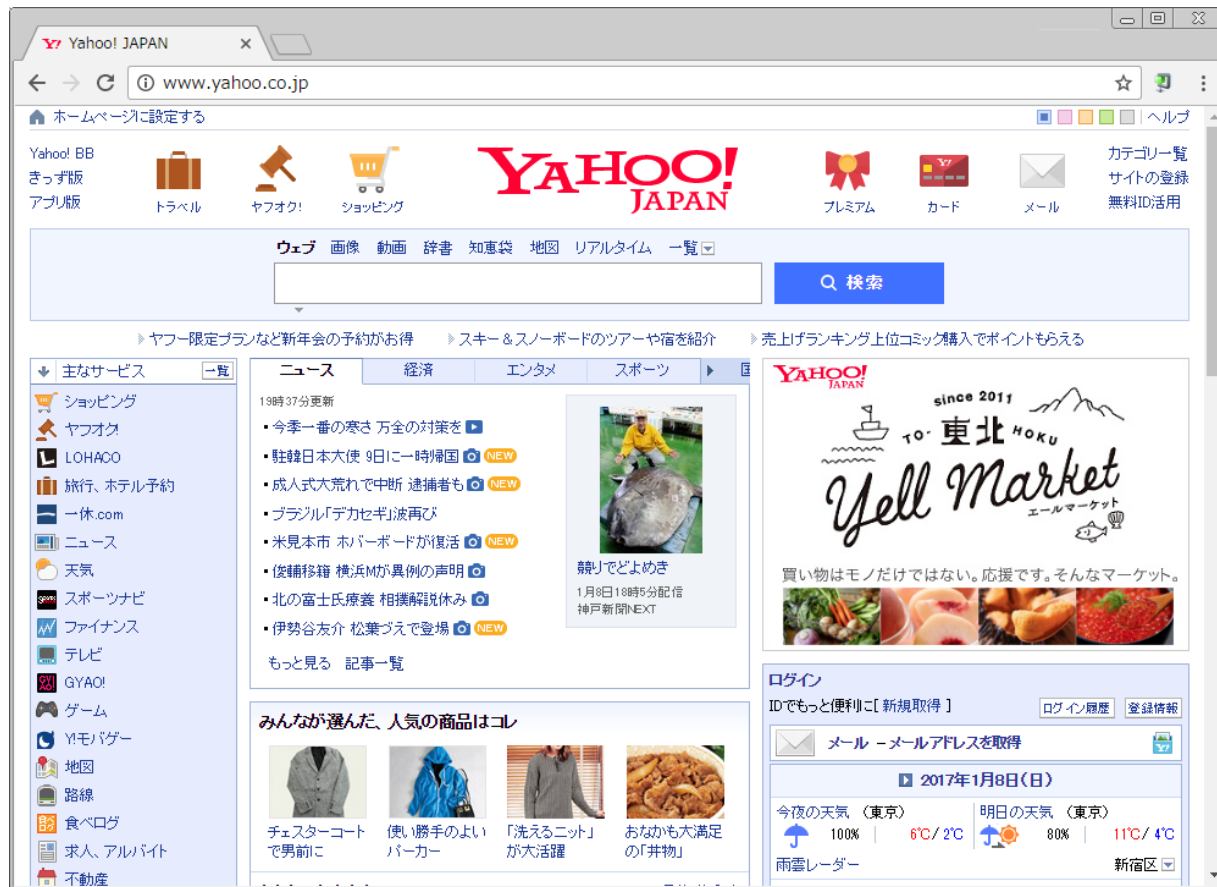 Yahoo! JAPAN
www.yahoo.co.jp
ホームページに設定する
ヘルプ
Yahoo! BB
きっず版
アプリ版
トラベル
ヤフオク!
ショッピング
YAHOO!
JAPAN
プレミアム
カード
メール
カテゴリ一覧
サイトの登録
無料ID活用
ウェブ 画像 動画 辞書 知恵袋 地図 リアルタイム 一覧
検索
ヤフー限定プランなど新年会の予約がお得
スキー＆スノーボードのツアーや宿を紹介
売上げランキング上位コミック購入でポイントもらえる
主なサービス 一覧
ショッピング
ヤフオク!
LOHACO
旅行、ホテル予約
一休.com
ニュース
天気
スポーツナビ
ファイナンス
テレビ
GYAO!
ゲーム
Y!モバゲー
地図
路線
食べログ
求人、アルバイト
不動産
ニュース 経済 エンタメ スポーツ
19時37分更新
今季一番の寒さ 万全の対策を
駐韓日本大使 9日に一時帰国 NEW
成人式大荒れで中断 逮捕者も NEW
ブラジル「デカセギ」波再び
米見本市 ホバーボードが復活 NEW
俊輔移籍 横浜Mが異例の声明
北の富士氏療養 相撲解説休み
伊勢谷友介 松葉づえで登場 NEW
もっと見る 記事一覧
競りでどよめき
1月8日18時5分配信
神戸新聞NEXT
みんなが選んだ、人気の商品はコレ
チェスターコート
で男前に
使い勝手のよい
パーカー
「洗えるニット」
が大活躍
おなかも大満足
の「丼物」
YAHOO!
JAPAN
since 2011
TO- 東北 HOKU
Yell Market
エールマーケット
買い物はモノだけではない。応援です。そんなマーケット。
ログイン
IDでもっと便利に[ 新規取得 ]
ログイン履歴 登録情報
メール － メールアドレスを取得
2017年1月8日(日)
今夜の天気 (東京)
100% 6℃/ 2℃
明日の天気 (東京)
80% 11℃/ 4℃
雨雲レーダー
新宿区